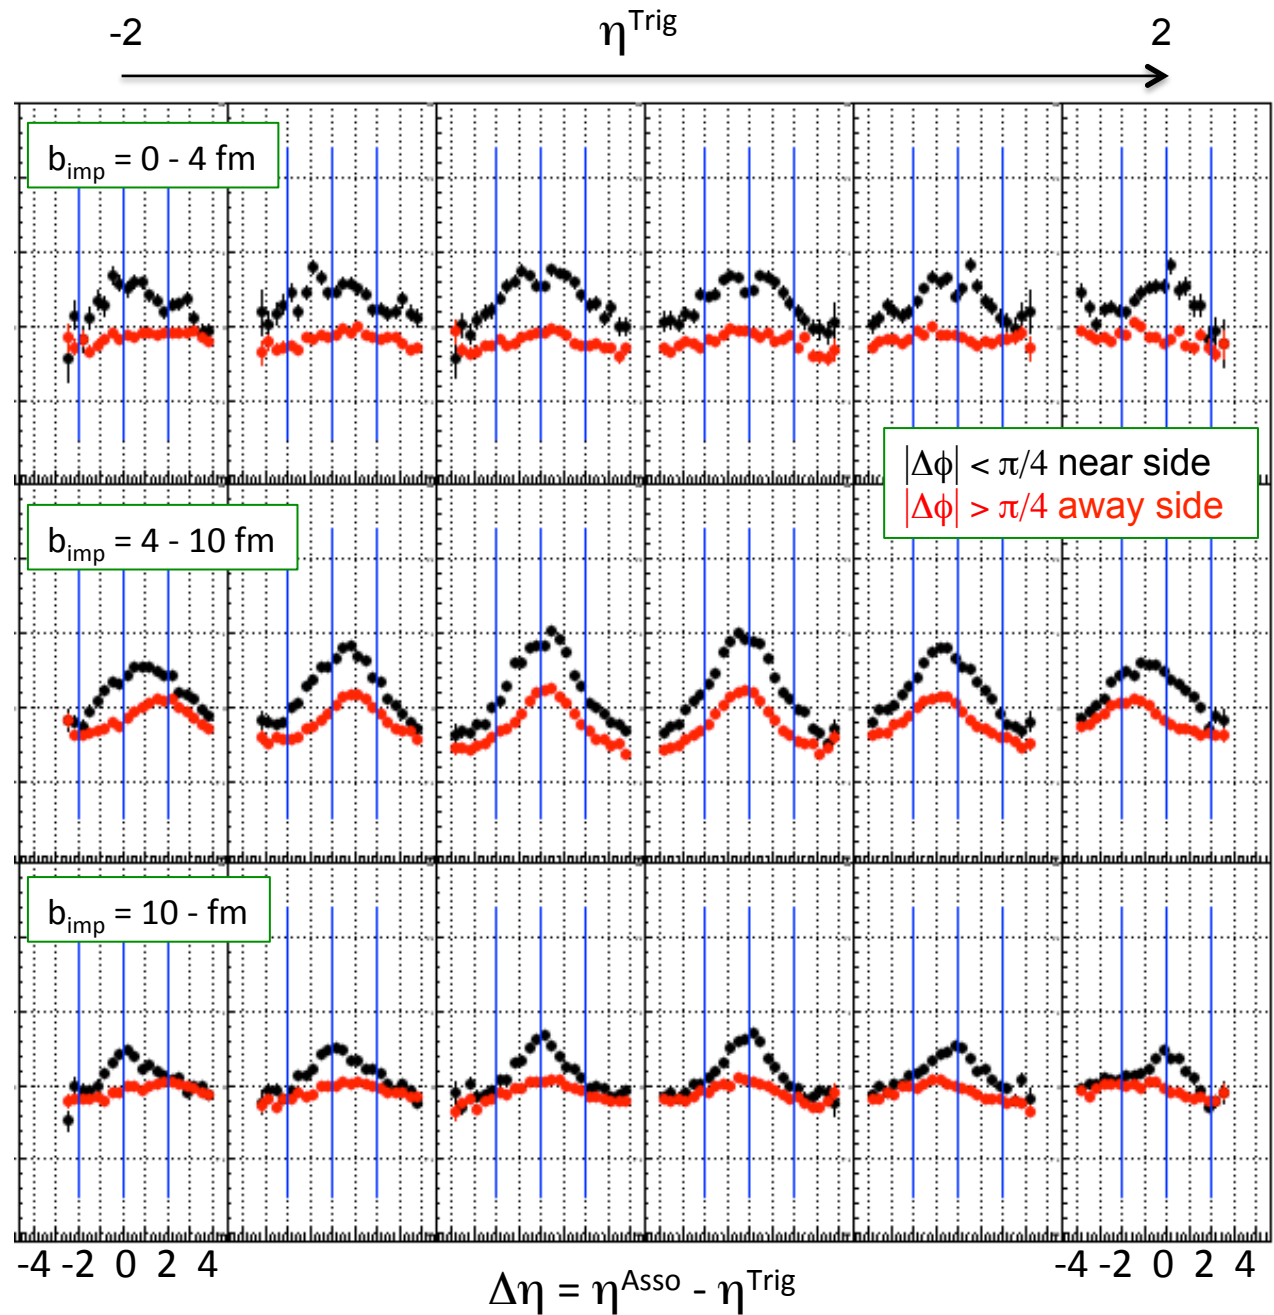 -2 η^Trig 2
b_imp = 0 - 4 fm
|Δϕ| < π/4 near side
|Δϕ| > π/4 away side
b_imp = 4 - 10 fm
b_imp = 10 - fm
-4 -2 0 2 4 -4 -2 0 2 4
Δη = η^Asso - η^Trig